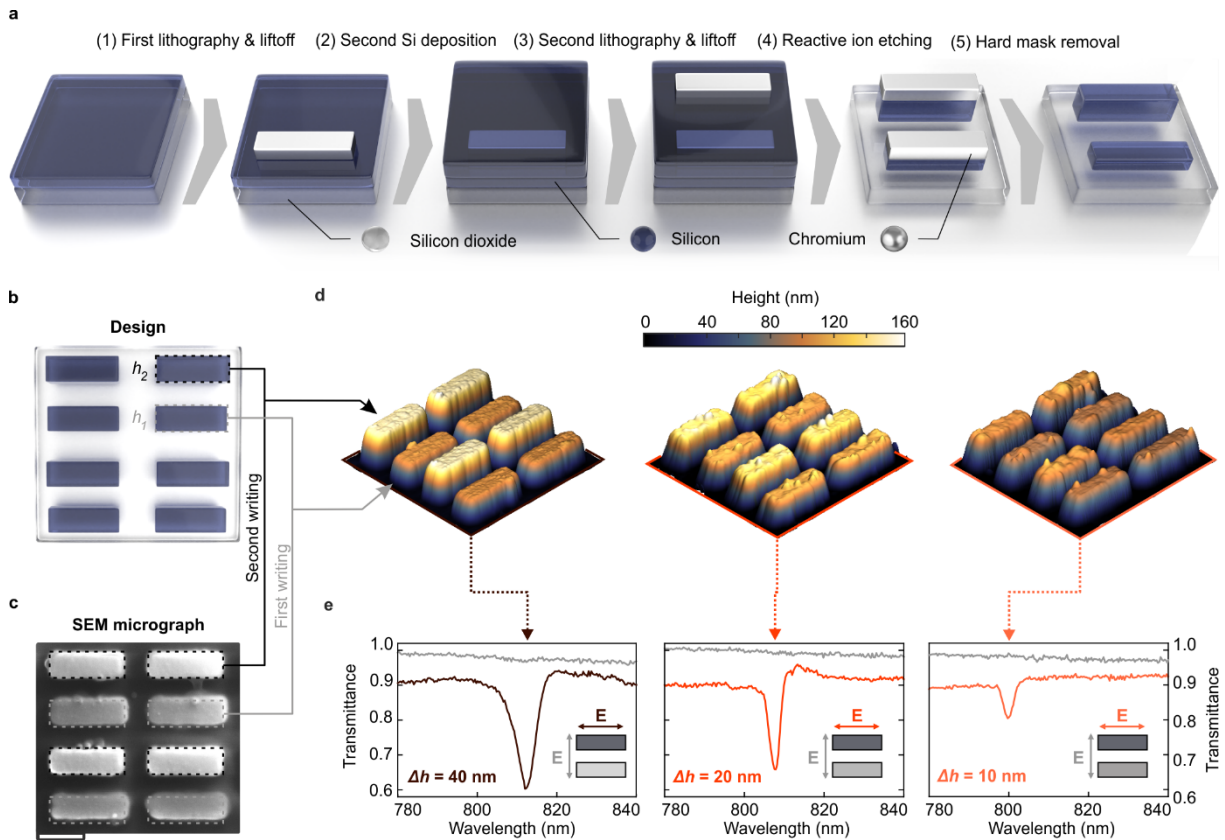 a
(1) First lithography & liftoff (2) Second Si deposition (3) Second lithography & liftoff (4) Reactive ion etching (5) Hard mask removal
Silicon dioxide Silicon Chromium
b
Design
h2
h1
Second writing
First writing
c
SEM micrograph
d
Height (nm)
0 40 80 120 160
e
Transmittance
1.0
0.9
0.8
0.7
0.6
E
E
Δh = 40 nm
780 800 820 840
Wavelength (nm)
E
E
Δh = 20 nm
780 800 820 840
Wavelength (nm)
E
E
Δh = 10 nm
780 800 820 840
Wavelength (nm)
1.0
0.9
0.8
0.7
0.6
Transmittance